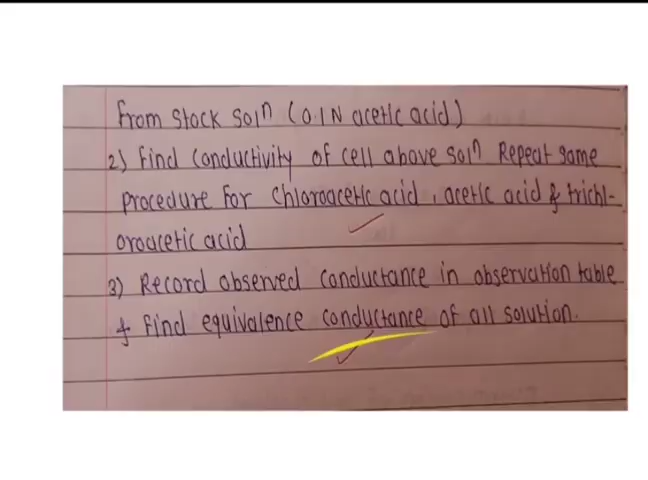 from stock soln (0.1N acetic acid)
2) Find conductivity of cell above soln Repeat same
procedure for chloroacetic acid, acetic acid & trichl-
oroacetic acid
3) Record observed conductance in observation table
& find equivalence conductance of all solution.